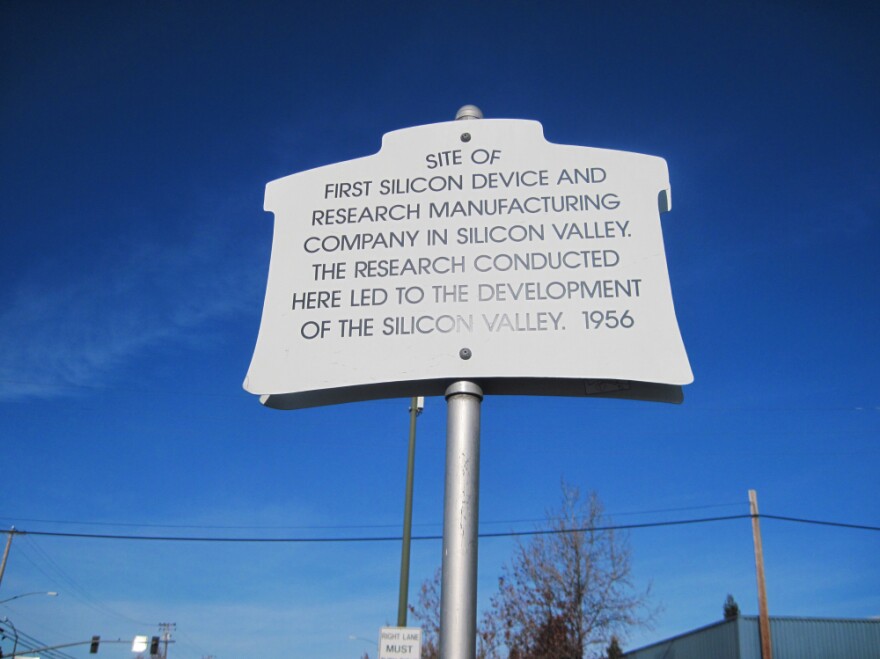 SITE OF
FIRST SILICON DEVICE AND
RESEARCH MANUFACTURING
COMPANY IN SILICON VALLEY.
THE RESEARCH CONDUCTED
HERE LED TO THE DEVELOPMENT
OF THE SILICON VALLEY. 1956
RIGHT LANE
MUST